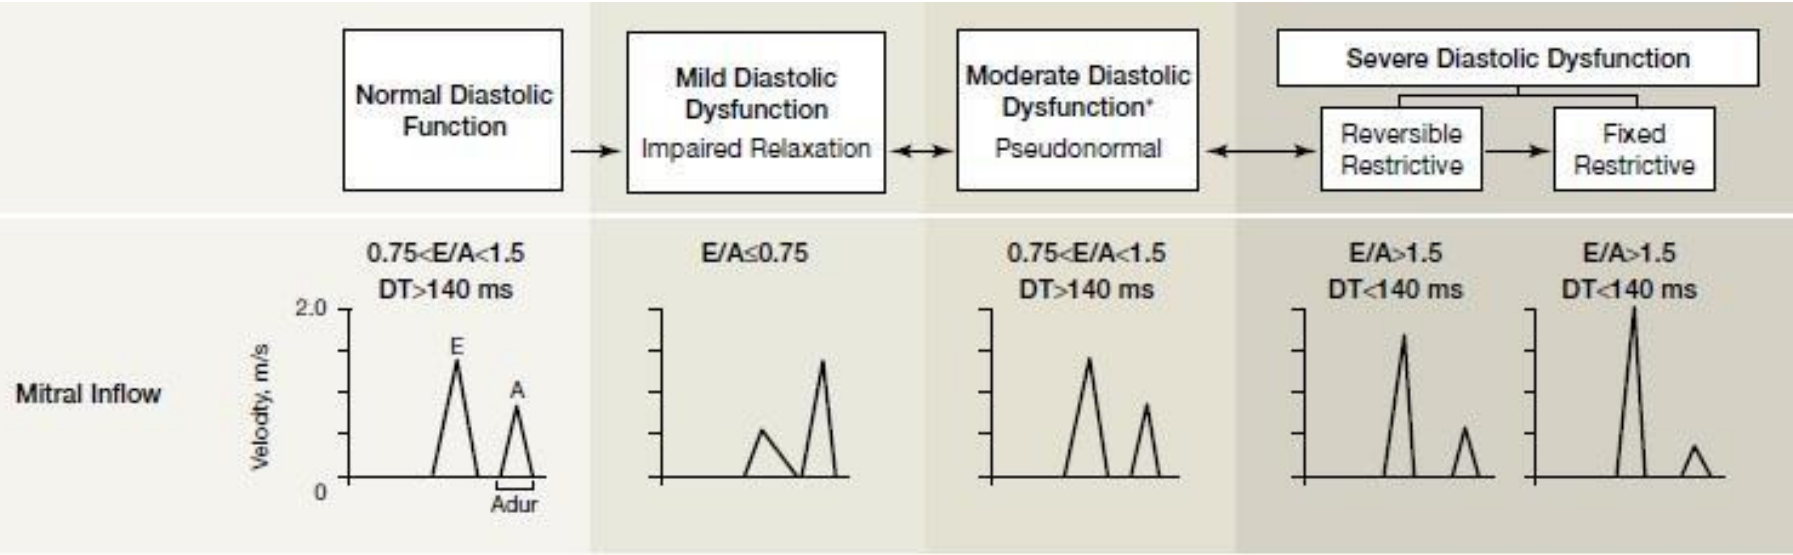 Normal Diastolic
Function
Mild Diastolic
Dysfunction
Impaired Relaxation
Moderate Diastolic
Dysfunction*
Pseudonormal
Severe Diastolic Dysfunction
Reversible
Restrictive
Fixed
Restrictive
Mitral Inflow
Velodty, m/s
2.0
0
0.75<E/A<1.5
DT>140 ms
E
A
Adur
E/A≤0.75
0.75<E/A<1.5
DT>140 ms
E/A>1.5
DT<140 ms
E/A>1.5
DT<140 ms